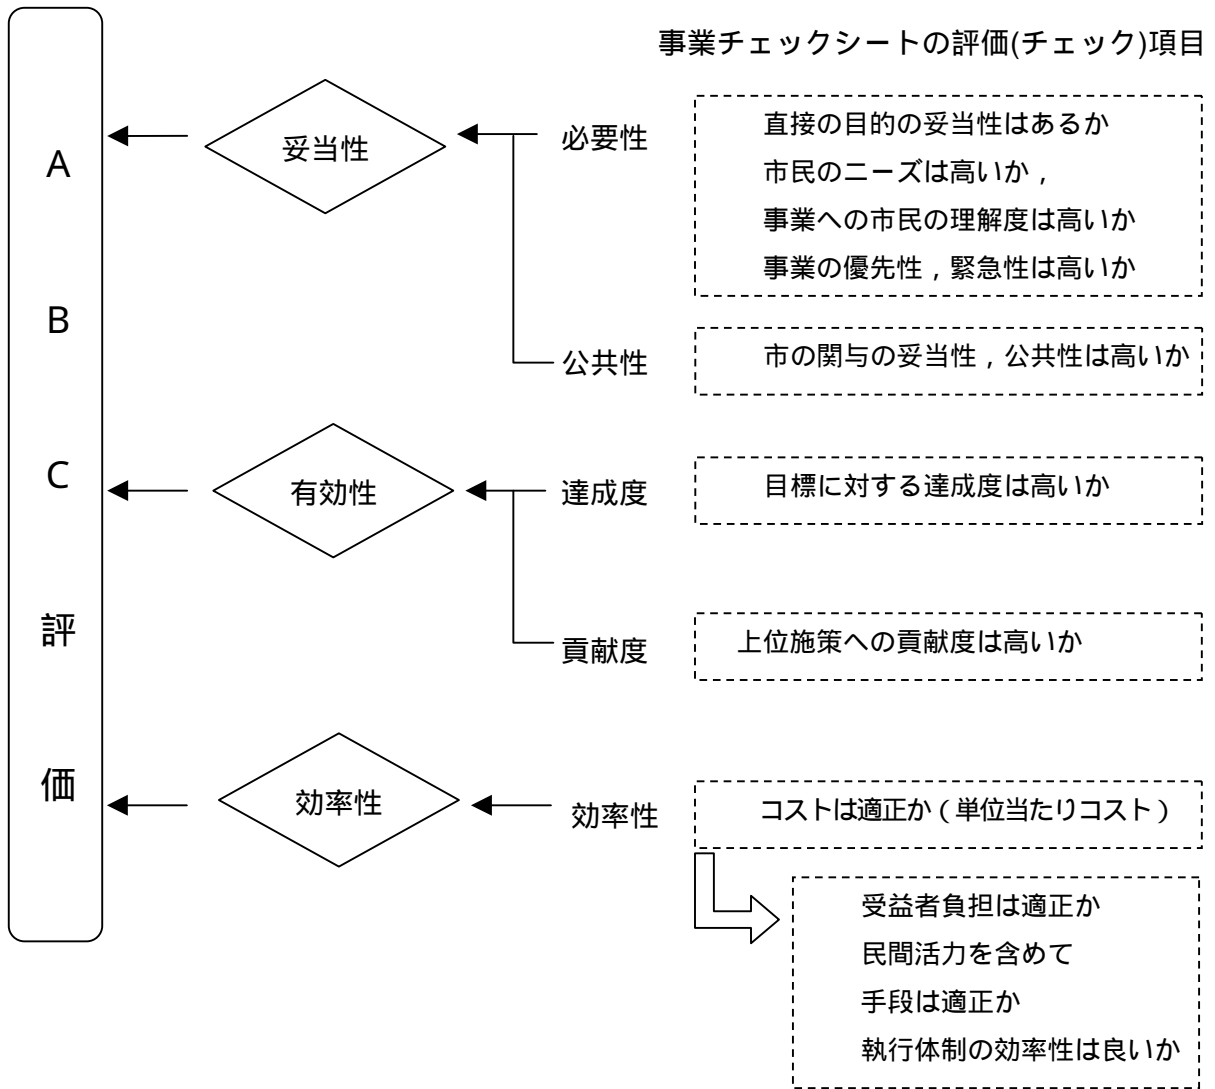 事業チェックシートの評価(チェック)項目
A
B
C
評
価
妥当性
必要性
直接の目的の妥当性はあるか
市民のニーズは高いか，
事業への市民の理解度は高いか
事業の優先性，緊急性は高いか
公共性
市の関与の妥当性，公共性は高いか
有効性
達成度
目標に対する達成度は高いか
貢献度
上位施策への貢献度は高いか
効率性
効率性
コストは適正か（単位当たりコスト）
受益者負担は適正か
民間活力を含めて
手段は適正か
執行体制の効率性は良いか